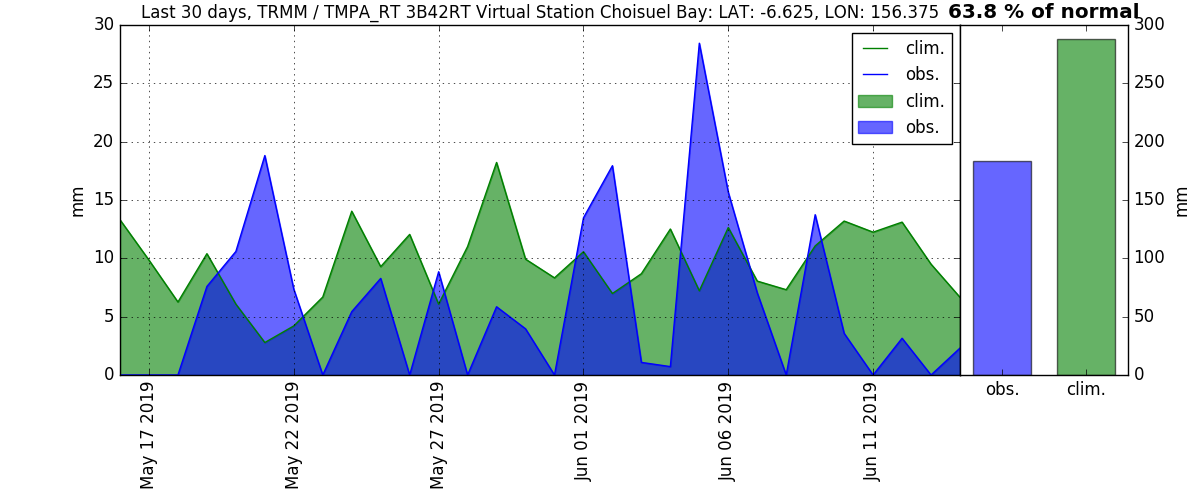 Last 30 days, TRMM / TMPA_RT 3B42RT Virtual Station Choisuel Bay: LAT: -6.625, LON: 156.375 63.8 % of normal
30
25
20
15
10
5
0
mm
clim.
obs.
clim.
obs.
300
250
200
150
100
50
0
mm
May 17 2019
May 22 2019
May 27 2019
Jun 01 2019
Jun 06 2019
Jun 11 2019
obs.
clim.